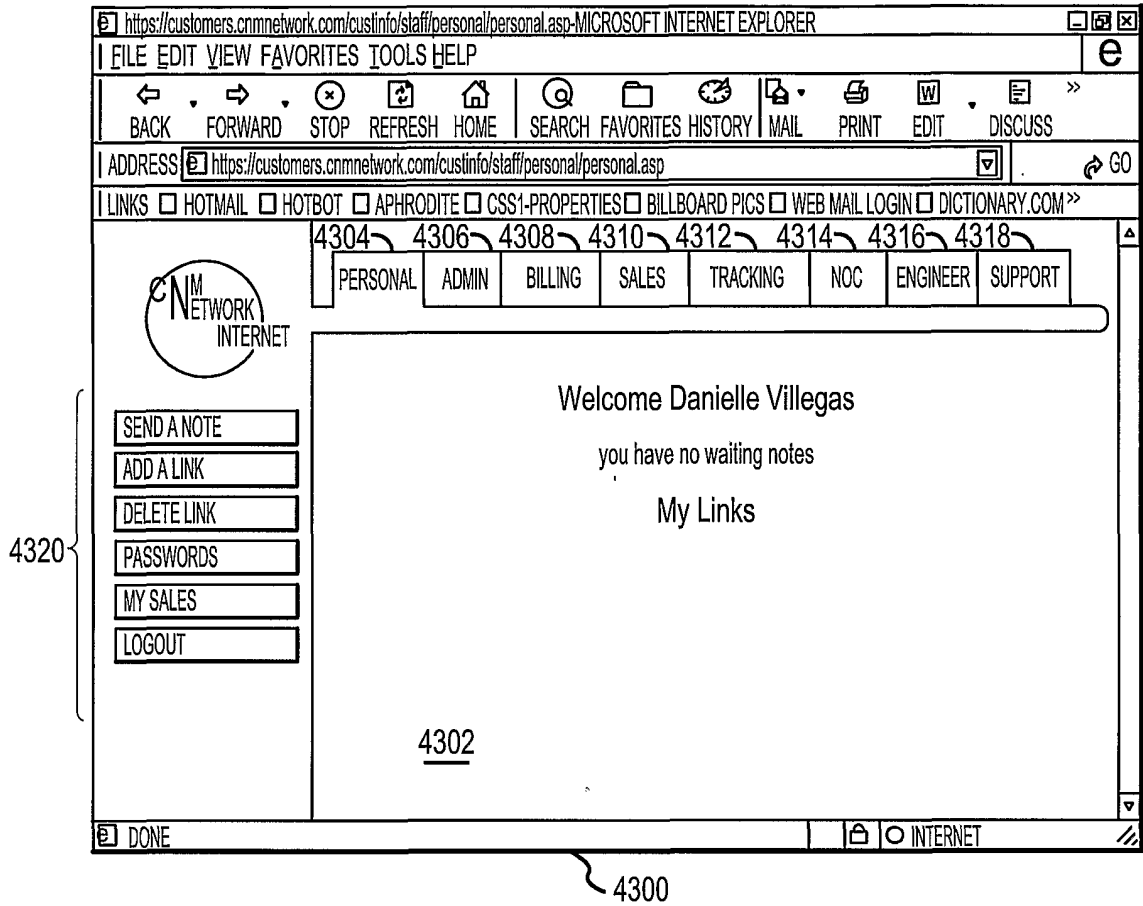 https://customers.cnmnetwork.com/custinfo/staff/personal/personal.asp-MICROSOFT INTERNET EXPLORER
FILE EDIT VIEW FAVORITES TOOLS HELP
BACK FORWARD STOP REFRESH HOME SEARCH FAVORITES HISTORY MAIL PRINT EDIT DISCUSS »
ADDRESS https://customers.cnmnetwork.com/custinfo/staff/personal/personal.asp GO
LINKS HOTMAIL HOTBOT APHRODITE CSS1-PROPERTIES BILLBOARD PICS WEB MAIL LOGIN DICTIONARY.COM »
4304 4306 4308 4310 4312 4314 4316 4318
PERSONAL ADMIN BILLING SALES TRACKING NOC ENGINEER SUPPORT
CNM
NETWORK
INTERNET
Welcome Danielle Villegas
you have no waiting notes
My Links
SEND A NOTE
ADD A LINK
DELETE LINK
4320
PASSWORDS
MY SALES
LOGOUT
4302
DONE INTERNET
4300